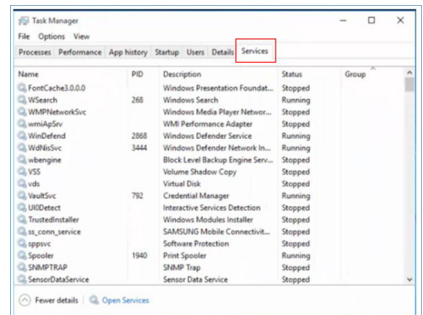 Task Manager
File Options View
Processes Performance App history Startup Users Details Services
Name PID Description Status Group
FontCache3.0.0.0 Windows Presentation Foundat... Stopped
WSearch 268 Windows Search Running
WMPNetworkSvc Windows Media Player Networ... Stopped
wmiApSrv WMI Performance Adapter Stopped
WinDefend 2868 Windows Defender Service Running
WdNisSvc 3444 Windows Defender Network In... Running
wbengine Block Level Backup Engine Serv... Stopped
VSS Volume Shadow Copy Stopped
vds Virtual Disk Stopped
VaultSvc 792 Credential Manager Running
UI0Detect Interactive Services Detection Stopped
TrustedInstaller Windows Modules Installer Stopped
ss_conn_service SAMSUNG Mobile Connectivit... Stopped
sppsvc Software Protection Stopped
Spooler 1940 Print Spooler Running
SNMPTRAP SNMP Trap Stopped
SensorDataService Sensor Data Service Stopped
Fewer details Open Services